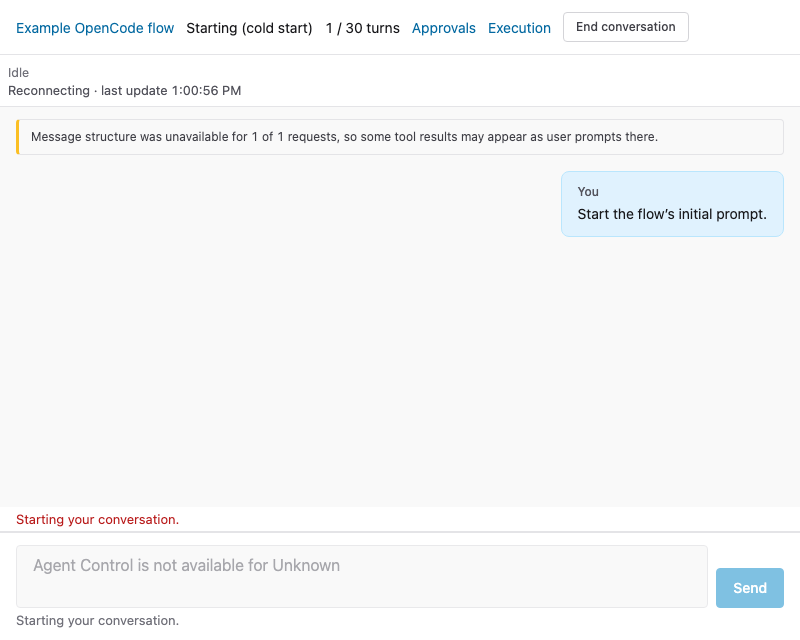 Example OpenCode flow Starting (cold start) 1 / 30 turns Approvals Execution End conversation
Idle
Reconnecting · last update 1:00:56 PM
Message structure was unavailable for 1 of 1 requests, so some tool results may appear as user prompts there.
You
Start the flow’s initial prompt.
Starting your conversation.
Agent Control is not available for Unknown
Send
Starting your conversation.